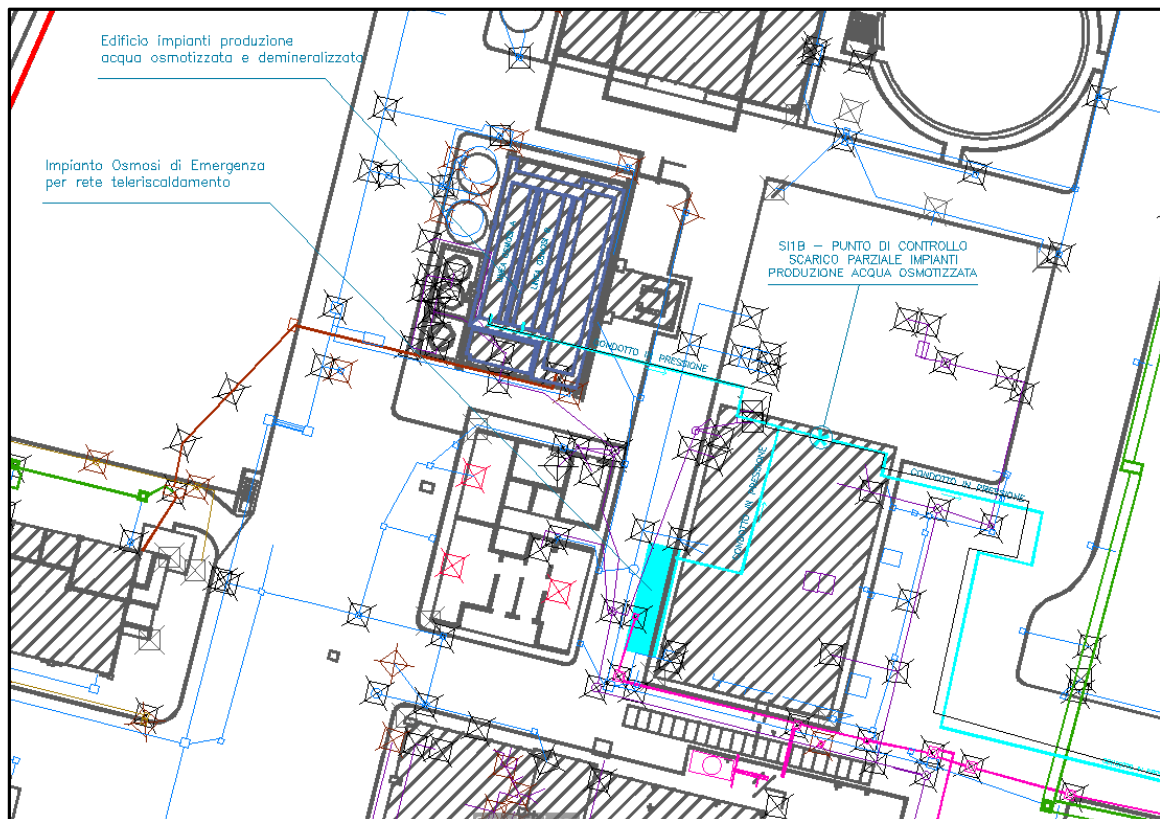 Edificio impianti produzione
acqua osmotizzata e demineralizzata
Impianto Osmosi di Emergenza
per rete teleriscaldamento
SI1B – PUNTO DI CONTROLLO
SCARICO PARZIALE IMPIANTI
PRODUZIONE ACQUA OSMOTIZZATA
CONDOTTO IN PRESSIONE
CONDOTTO IN PRESSIONE
CONDOTTO IN PRESSIONE